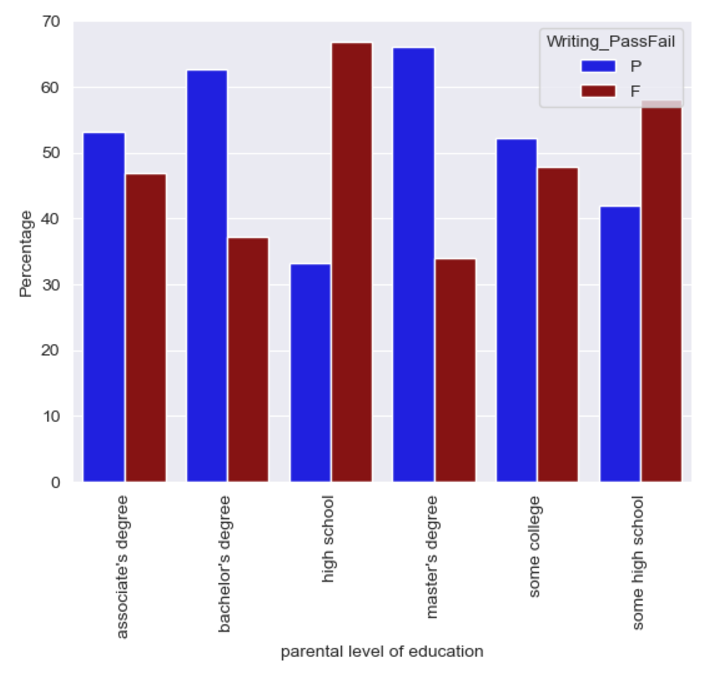 70
60
50
40
30
20
10
0
Percentage
Writing_PassFail
P
F
associate's degree
bachelor's degree
high school
master's degree
some college
some high school
parental level of education